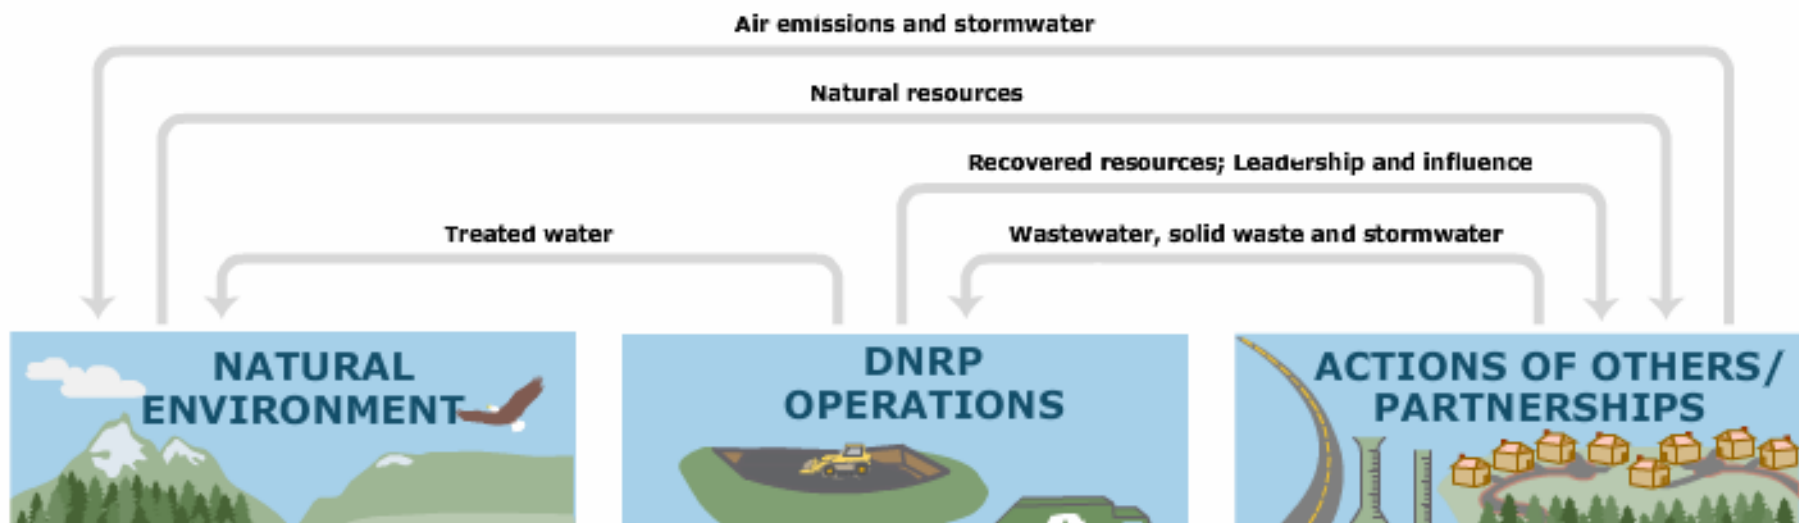 Air emissions and stormwater
Natural resources
Recovered resources; Leadership and influence
Treated water
Wastewater, solid waste and stormwater
NATURAL
ENVIRONMENT
DNRP
OPERATIONS
ACTIONS OF OTHERS/
PARTNERSHIPS